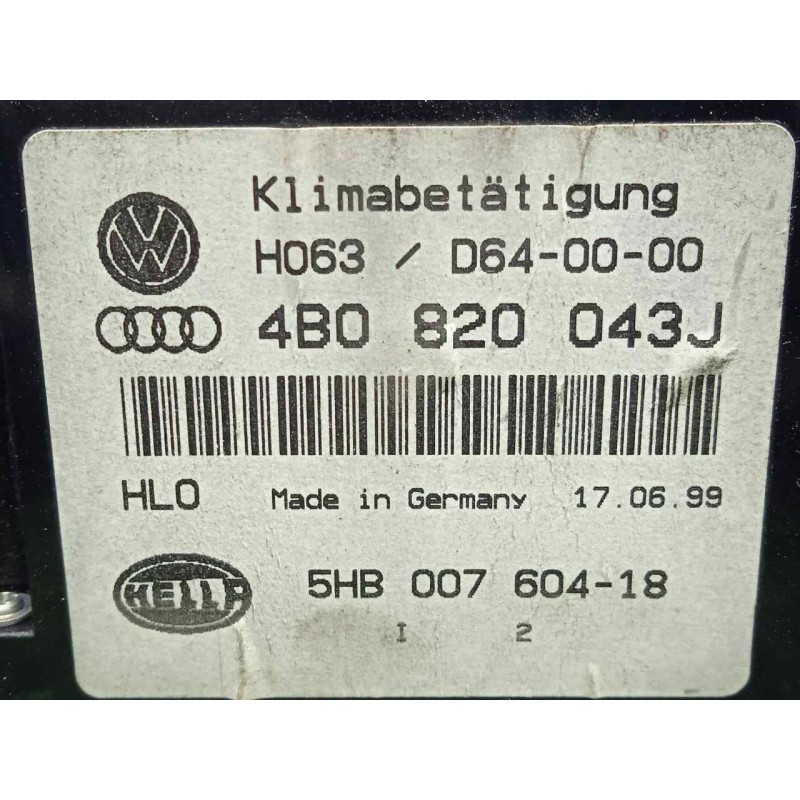 Klimabetätigung
VW
H063 / D64-00-00
4B0 820 043J
HLO Made in Germany 17.06.99
HELLA
5HB 007 604-18
I 2